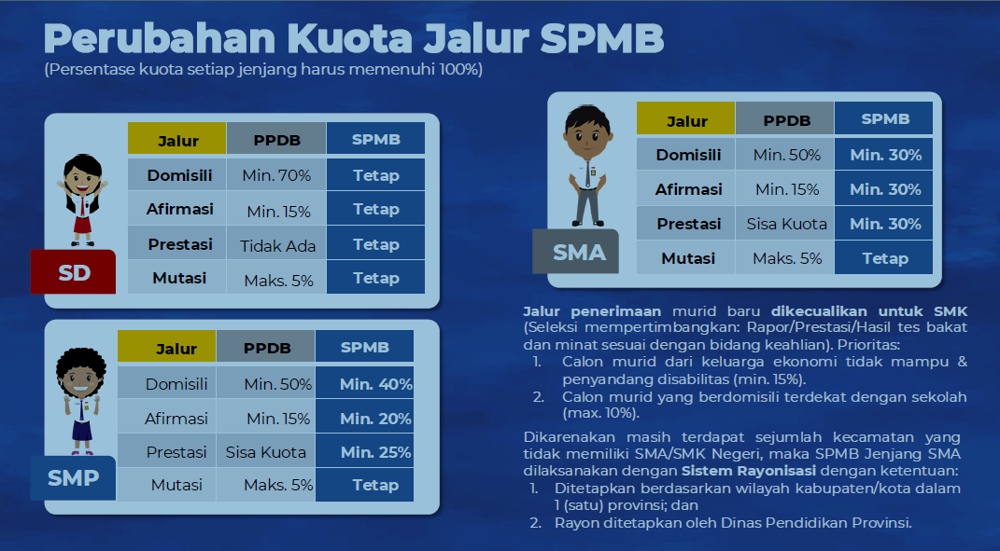 Perubahan Kuota Jalur SPMB
(Persentase kuota setiap jenjang harus memenuhi 100%)
Jalur PPDB SPMB
Domisili Min. 70% Tetap
Afirmasi Min. 15% Tetap
Prestasi Tidak Ada Tetap
Mutasi Maks. 5% Tetap
SD
Jalur PPDB SPMB
Domisili Min. 50% Min. 40%
Afirmasi Min. 15% Min. 20%
Prestasi Sisa Kuota Min. 25%
Mutasi Maks. 5% Tetap
SMP
Jalur PPDB SPMB
Domisili Min. 50% Min. 30%
Afirmasi Min. 15% Min. 30%
Prestasi Sisa Kuota Min. 30%
Mutasi Maks. 5% Tetap
SMA
Jalur penerimaan murid baru dikecualikan untuk SMK
(Seleksi mempertimbangkan: Rapor/Prestasi/Hasil tes bakat
dan minat sesuai dengan bidang keahlian). Prioritas:
1. Calon murid dari keluarga ekonomi tidak mampu &
penyandang disabilitas (min. 15%).
2. Calon murid yang berdomisili terdekat dengan sekolah
(max. 10%).
Dikarenakan masih terdapat sejumlah kecamatan yang
tidak memiliki SMA/SMK Negeri, maka SPMB Jenjang SMA
dilaksanakan dengan Sistem Rayonisasi dengan ketentuan:
1. Ditetapkan berdasarkan wilayah kabupaten/kota dalam
1 (satu) provinsi; dan
2. Rayon ditetapkan oleh Dinas Pendidikan Provinsi.